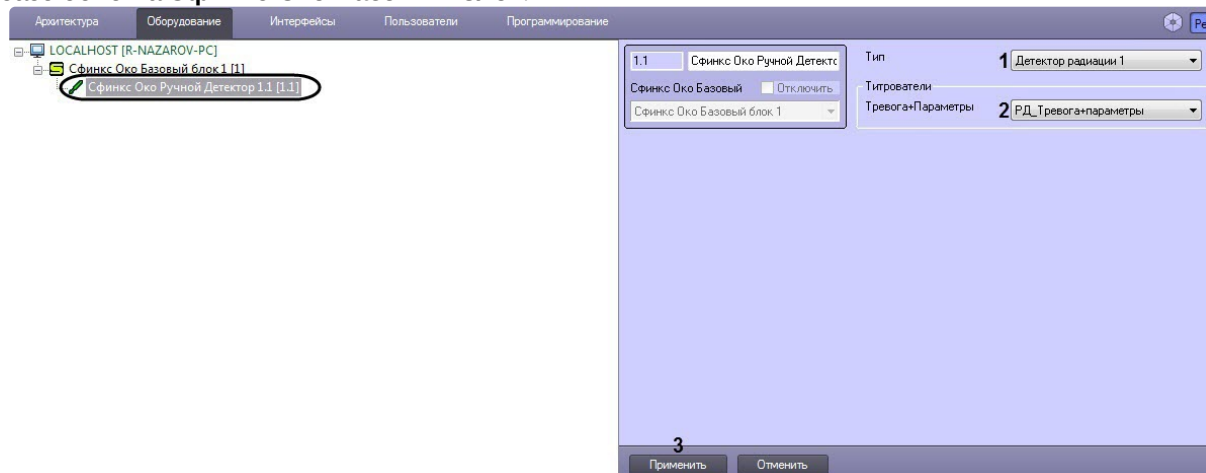 Архитектура Оборудование Интерфейсы Пользователи Программирование
LOCALHOST [R-NAZAROV-PC]
Сфинкс Око Базовый блок 1 [1]
Сфинкс Око Ручной Детектор 1.1 [1.1]
1.1 Сфинкс Око Ручной Детектс
Сфинкс Око Базовый Отключить
Сфинкс Око Базовый блок 1
Тип 1 Детектор радиации 1
Титрователи
Тревога+Параметры 2 РД_Тревога+параметры
3
Применить Отменить